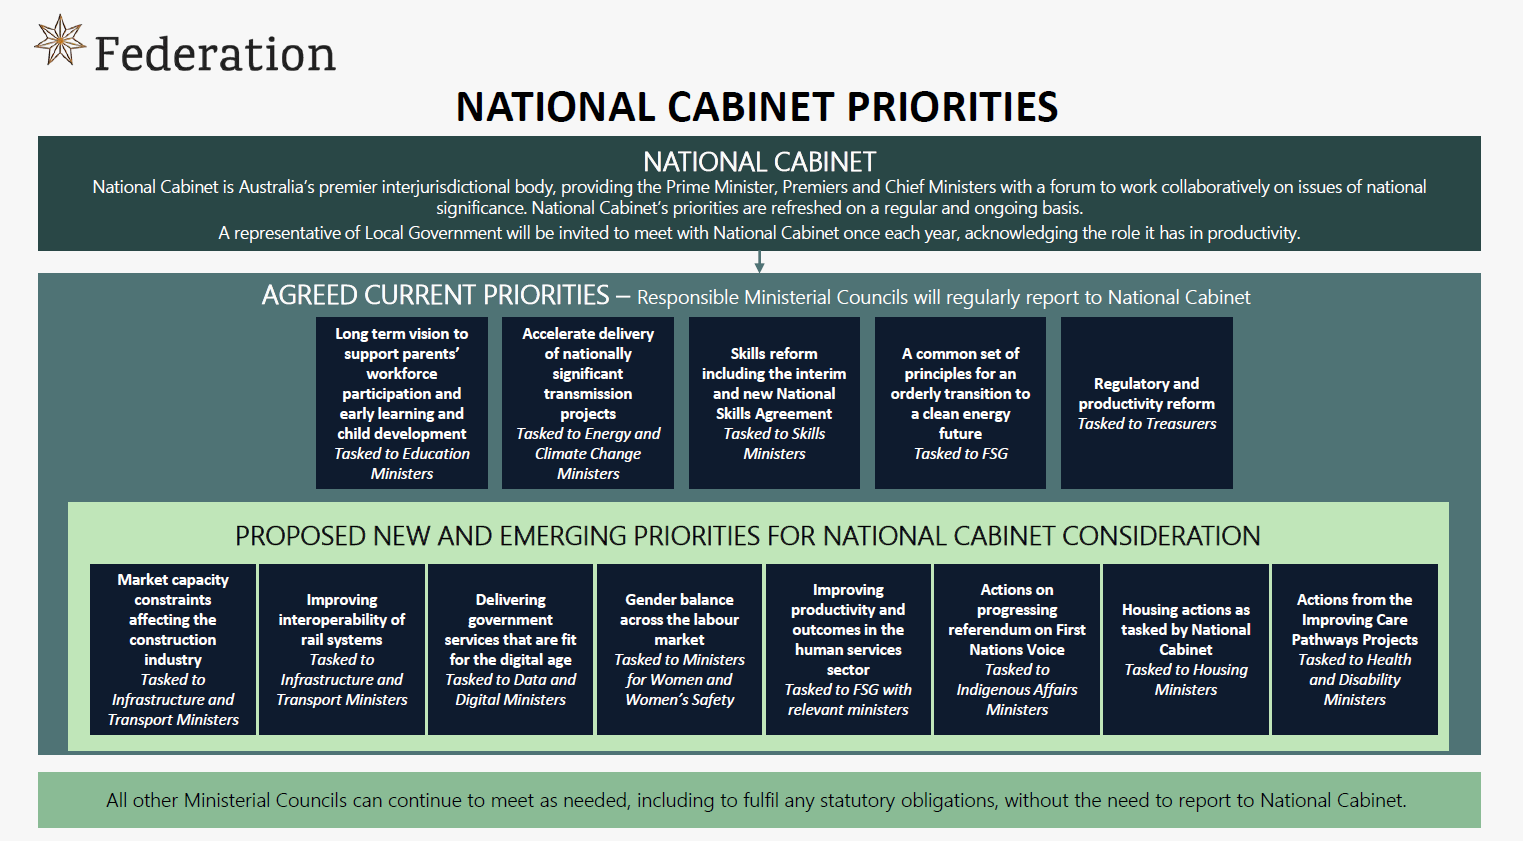 Federation
NATIONAL CABINET PRIORITIES
NATIONAL CABINET
National Cabinet is Australia's premier interjurisdictional body, providing the Prime Minister, Premiers and Chief Ministers with a forum to work collaboratively on issues of national
significance. National Cabinet's priorities are refreshed on a regular and ongoing basis.
A representative of Local Government will be invited to meet with National Cabinet once each year, acknowledging the role it has in productivity.
AGREED CURRENT PRIORITIES – Responsible Ministerial Councils will regularly report to National Cabinet
Long term vision to
support parents'
workforce
participation and
early learning and
child development
Tasked to Education
Ministers
Accelerate delivery
of nationally
significant
transmission
projects
Tasked to Energy and
Climate Change
Ministers
Skills reform
including the interim
and new National
Skills Agreement
Tasked to Skills
Ministers
A common set of
principles for an
orderly transition to
a clean energy
future
Tasked to FSG
Regulatory and
productivity reform
Tasked to Treasurers
PROPOSED NEW AND EMERGING PRIORITIES FOR NATIONAL CABINET CONSIDERATION
Market capacity
constraints
affecting the
construction
industry
Tasked to
Infrastructure and
Transport Ministers
Improving
interoperability of
rail systems
Tasked to
Infrastructure and
Transport Ministers
Delivering
government
services that are fit
for the digital age
Tasked to Data and
Digital Ministers
Gender balance
across the labour
market
Tasked to Ministers
for Women and
Women's Safety
Improving
productivity and
outcomes in the
human services
sector
Tasked to FSG with
relevant ministers
Actions on
progressing
referendum on First
Nations Voice
Tasked to
Indigenous Affairs
Ministers
Housing actions as
tasked by National
Cabinet
Tasked to Housing
Ministers
Actions from the
Improving Care
Pathways Projects
Tasked to Health
and Disability
Ministers
All other Ministerial Councils can continue to meet as needed, including to fulfil any statutory obligations, without the need to report to National Cabinet.